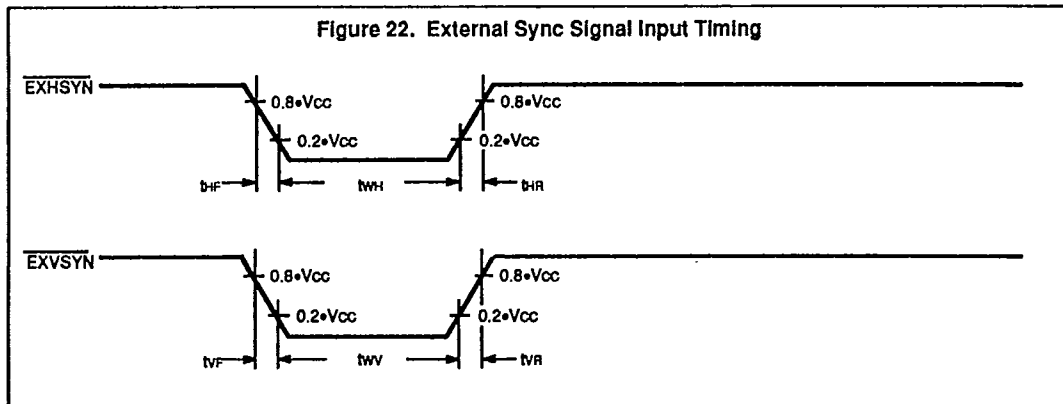 Figure 22. External Sync Signal Input Timing
EXHSYN
0.8•VCC
0.8•VCC
0.2•VCC
0.2•VCC
tHF
tWH
tHR
EXVSYN
0.8•VCC
0.8•VCC
0.2•VCC
0.2•VCC
tVF
tWV
tVR